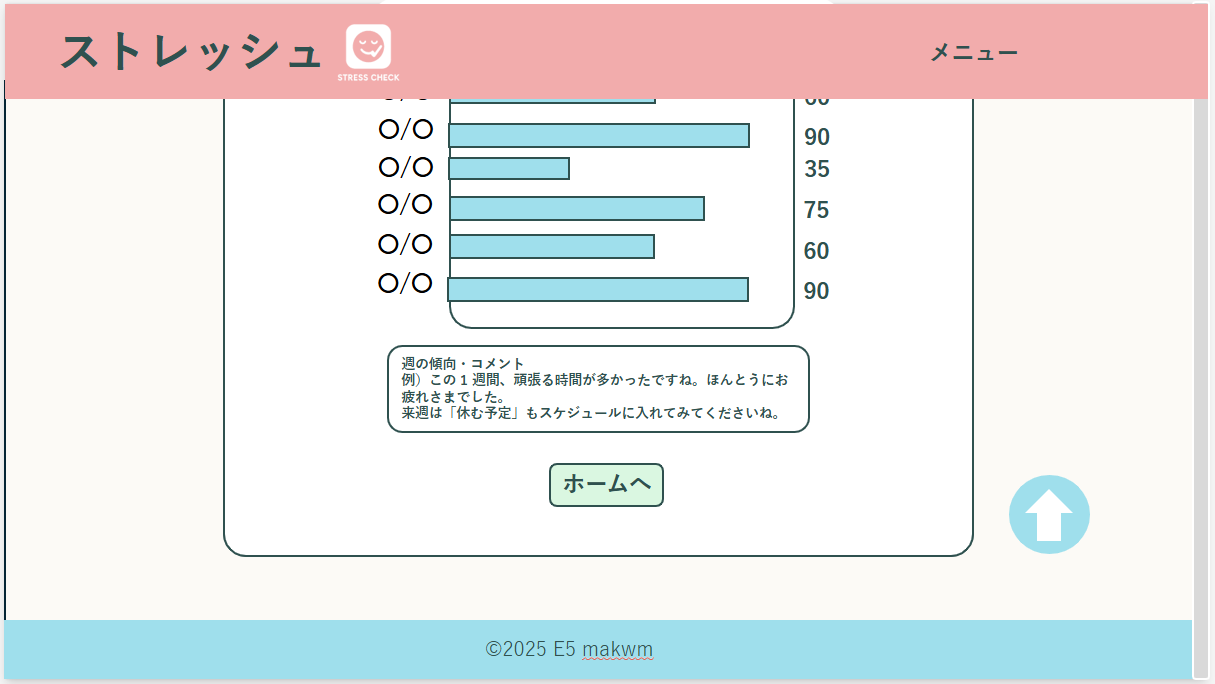 ストレッシュ
STRESS CHECK
メニュー
〇/〇 90
〇/〇 35
〇/〇 75
〇/〇 60
〇/〇 90
週の傾向・コメント
例）この１週間、頑張る時間が多かったですね。ほんとうにお
疲れさまでした。
来週は「休む予定」もスケジュールに入れてみてくださいね。
ホームへ
©2025 E5 makwm